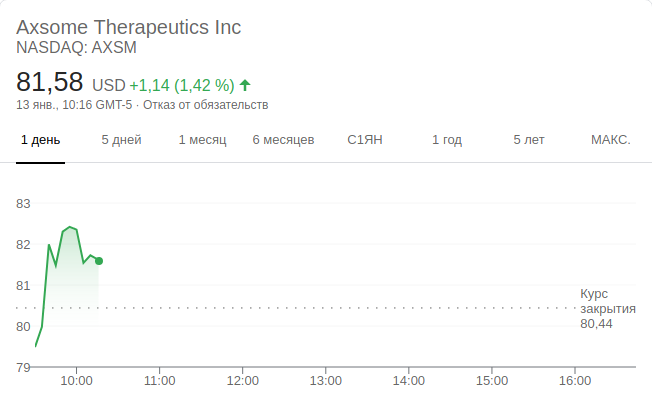 Axsome Therapeutics Inc
NASDAQ: AXSM
81,58 USD +1,14 (1,42 %)
13 янв., 10:16 GMT-5 · Отказ от обязательств
1 день 5 дней 1 месяц 6 месяцев С1ЯН 1 год 5 лет МАКС.
83
82
81
Курс
закрытия
80,44
80
79
10:00 11:00 12:00 13:00 14:00 15:00 16:00